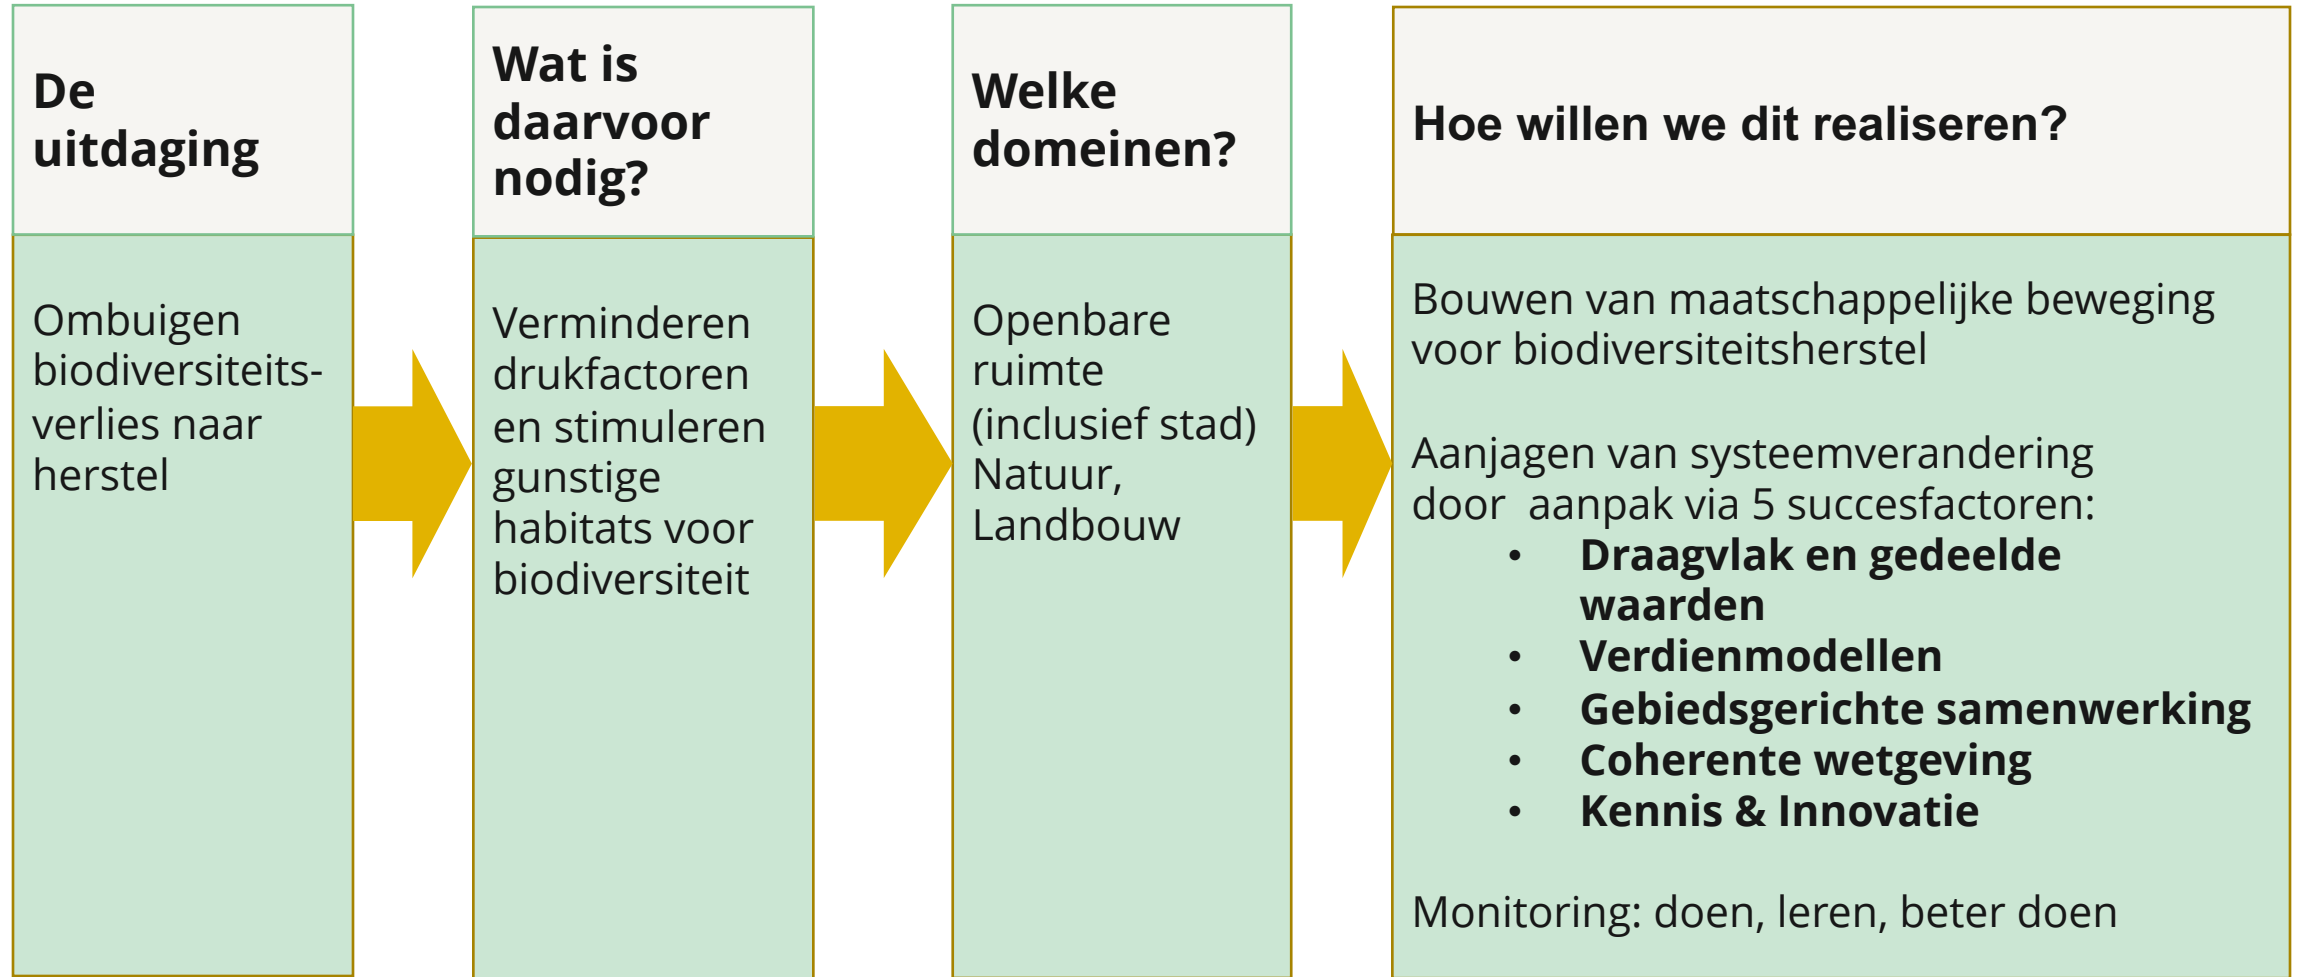 De
uitdaging
Ombuigen
biodiversiteits-
verlies naar
herstel
Wat is
daarvoor
nodig?
Verminderen
drukfactoren
en stimuleren
gunstige
habitats voor
biodiversiteit
Welke
domeinen?
Openbare
ruimte
(inclusief stad)
Natuur,
Landbouw
Hoe willen we dit realiseren?
Bouwen van maatschappelijke beweging
voor biodiversiteitsherstel
Aanjagen van systeemverandering
door  aanpak via 5 succesfactoren:
• Draagvlak en gedeelde
waarden
• Verdienmodellen
• Gebiedsgerichte samenwerking
• Coherente wetgeving
• Kennis & Innovatie
Monitoring: doen, leren, beter doen